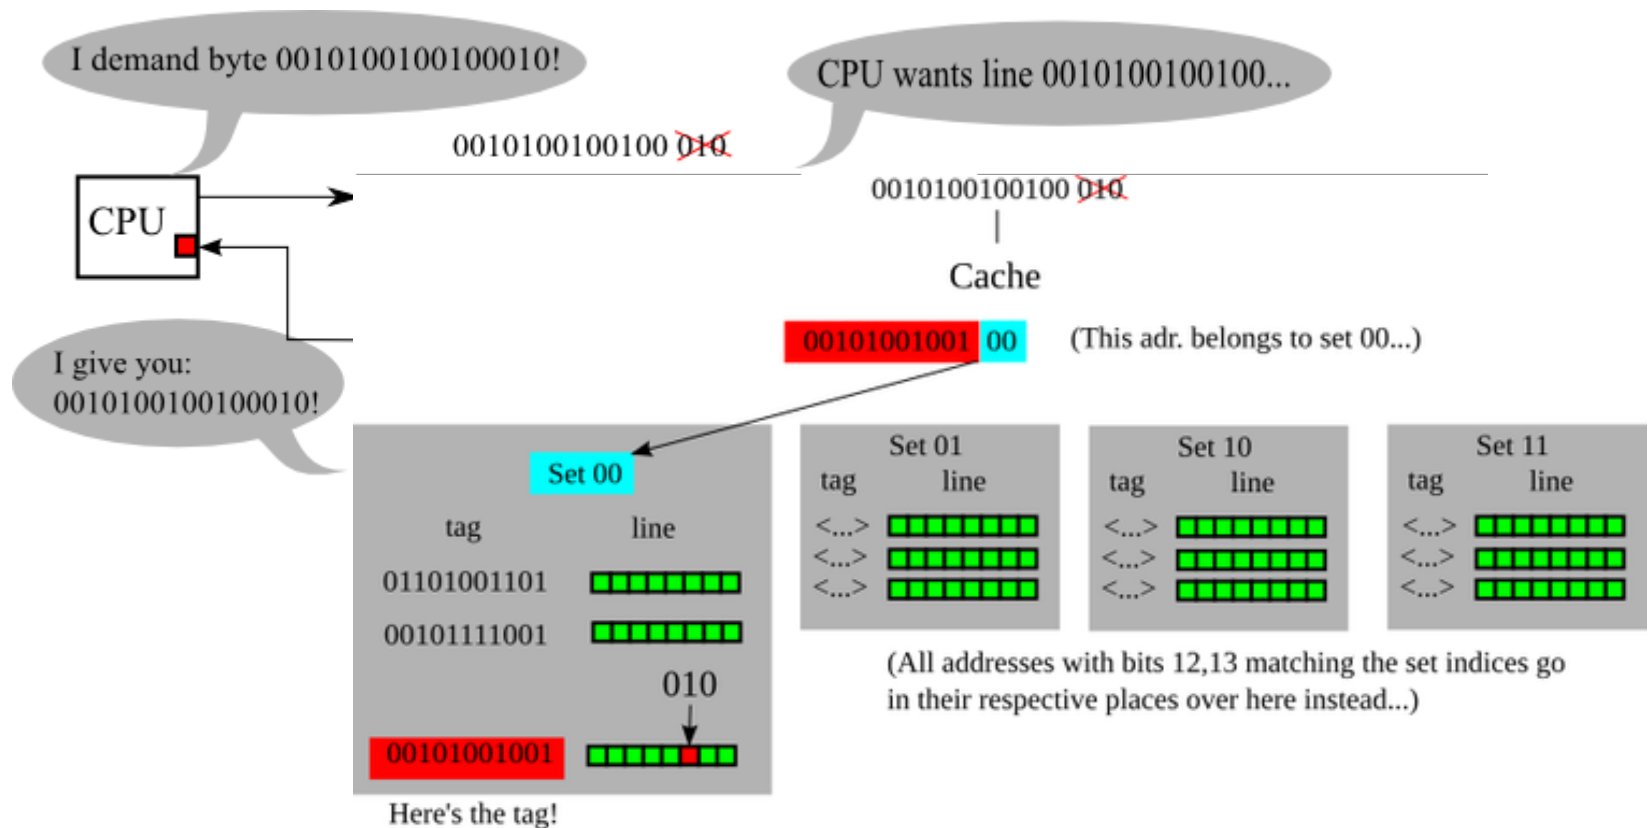 I demand byte 0010100100100010!
CPU wants line 0010100100100...
0010100100100 010
0010100100100 010
CPU
Cache
00101001001 00 (This adr. belongs to set 00...)
I give you:
0010100100100010!
Set 00
tag line
01101001101
00101111001
010
00101001001
Here's the tag!
Set 01
tag line
<...>
<...>
<...>
Set 10
tag line
<...>
<...>
<...>
Set 11
tag line
<...>
<...>
<...>
(All addresses with bits 12,13 matching the set indices go
in their respective places over here instead...)